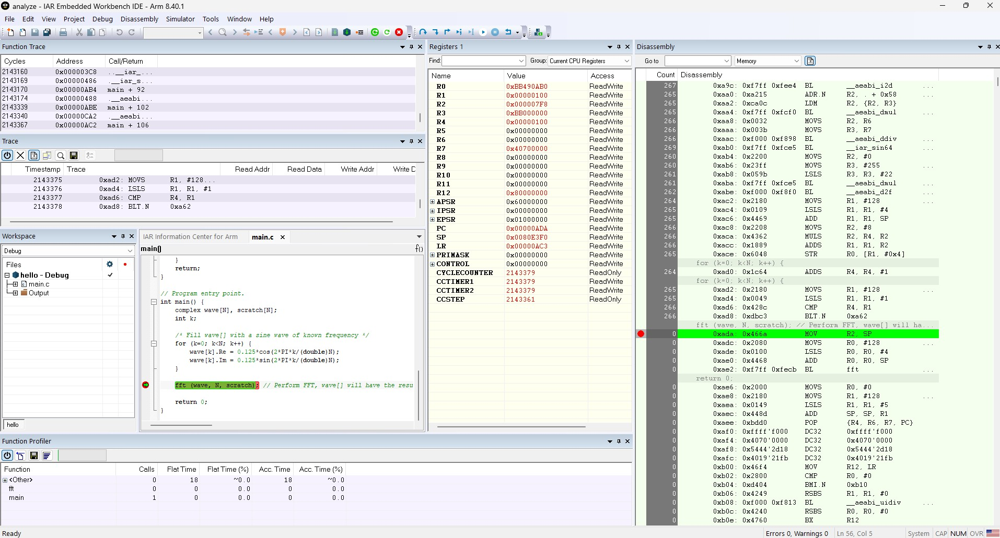 analyze - IAR Embedded Workbench IDE - Arm 8.40.1
File Edit View Project Debug Disassembly Simulator Tools Window Help
Function Trace
Cycles Address Call/Return
2143160 0x000003C8 ..__iar_...
2143169 0x00000486 .__iar_s...
2143170 0x00000AB4 main + 92
2143174 0x00000488 .__aeabi...
2143339 0x00000ABE main + 102
2143340 0x00000CA2 .__aeabi...
2143367 0x00000AC2 main + 106
Trace
Timestamp Trace Read Addr Read Data Write Addr Write D
2143375 0xad2: MOVS R1, #128...
2143376 0xad4: LSLS R1, R1, #1
2143377 0xad6: CMP R4, R1
2143378 0xad8: BLT.N 0xa62
Workspace
Debug
Files
hello - Debug
main.c
Output
hello
IAR Information Center for Arm main.c
main() f()
}
return;
}
// Program entry point.
int main() {
complex wave[N], scratch[N];
int k;
/* Fill wave[] with a sine wave of known frequency */
for (k=0; k<N; k++) {
wave[k].Re = 0.125*cos(2*PI*k/(double)N);
wave[k].Im = 0.125*sin(2*PI*k/(double)N);
}
fft (wave, N, scratch); // Perform FFT, wave[] will have the resu
return 0;
}
Registers 1
Find: Group: Current CPU Registers
Name Value Access
R0 0xBB490AB0 ReadWrite
R1 0x00000100 ReadWrite
R2 0x000007F8 ReadWrite
R3 0xBB000000 ReadWrite
R4 0x00000100 ReadWrite
R5 0x00000000 ReadWrite
R6 0x00000000 ReadWrite
R7 0x40700000 ReadWrite
R8 0x00000000 ReadWrite
R9 0x00000000 ReadWrite
R10 0x00000000 ReadWrite
R11 0x00000000 ReadWrite
R12 0x80000000 ReadWrite
APSR 0x60000000 ReadWrite
IPSR 0x00000000 ReadWrite
EPSR 0x01000000 ReadWrite
PC 0x00000ADA ReadWrite
SP 0x0080E3F0 ReadWrite
LR 0x00000AC3 ReadWrite
PRIMASK 0x00000000 ReadWrite
CONTROL 0x00000000 ReadWrite
CYCLECOUNTER 2143379 ReadOnly
CCTIMER1 2143379 ReadWrite
CCTIMER2 2143379 ReadWrite
CCSTEP 2143361 ReadOnly
Disassembly
Go to Memory
Count Disassembly
267 0xa9c: 0xf7ff 0xfee4 BL __aeabi_i2d ...
265 0xaa0: 0xa215 ADR.N R2, . + 0x58 ...
265 0xaa2: 0xca0c LDM R2, {R2, R3}
265 0xaa4: 0xf7ff 0xfcf0 BL __aeabi_dmul ...
266 0xaa8: 0x0032 MOVS R2, R6
266 0xaaa: 0x003b MOVS R3, R7
266 0xaac: 0xf000 0xf898 BL __aeabi_ddiv ...
269 0xab0: 0xf7ff 0xfce5 BL __iar_sin64 ...
260 0xab4: 0x2200 MOVS R2, #0
260 0xab6: 0x23ff MOVS R3, #255 ...
261 0xab8: 0x059b LSLS R3, R3, #22
261 0xaba: 0xf7ff 0xfce5 BL __aeabi_dmul ...
262 0xabe: 0xf000 0xf8f0 BL __aeabi_d2f ...
264 0xac2: 0x2180 MOVS R1, #128 ...
265 0xac4: 0x0109 LSLS R1, R1, #4
265 0xac6: 0x4469 ADD R1, R1, SP
266 0xac8: 0x2208 MOVS R2, #8
266 0xaca: 0x4362 MULS R2, R4, R2
266 0xacc: 0x1889 ADDS R1, R1, R2
265 0xace: 0x6048 STR R0, [R1, #0x4]
for (k=0; k<N; k++) {
264 0xad0: 0x1c64 ADDS R4, R4, #1
for (k=0; k<N; k++) {
265 0xad2: 0x2180 MOVS R1, #128 ...
265 0xad4: 0x0049 LSLS R1, R1, #1
266 0xad6: 0x428c CMP R4, R1
266 0xad8: 0xdbc3 BLT.N 0xa62
fft (wave, N, scratch); // Perform FFT, wave[] will ha...
0 0xada: 0x466a MOV R2, SP
0 0xadc: 0x2080 MOVS R0, #128 ...
0 0xade: 0x0100 LSLS R0, R0, #4
0 0xae0: 0x4468 ADD R0, R0, SP
0 0xae2: 0xf7ff 0xfecb BL fft ...
return 0;
0 0xae6: 0x2000 MOVS R0, #0
0 0xae8: 0x2180 MOVS R1, #128 ...
0 0xaea: 0x0149 LSLS R1, R1, #5
0 0xaec: 0x448d ADD SP, SP, R1
0 0xaee: 0xbdd0 POP {R4, R6, R7, PC}
0 0xaf0: 0xffff'f000 DC32 0xffff'f000
0 0xaf4: 0x4070'0000 DC32 0x4070'0000
0 0xaf8: 0x5444'2d18 DC32 0x5444'2d18
0 0xafc: 0x4019'21fb DC32 0x4019'21fb
0 0xb00: 0x46f4 MOV R12, LR
0 0xb02: 0x2800 CMP R0, #0
0 0xb04: 0xd404 BMI.N 0xb10
0 0xb06: 0x4249 RSBS R1, R1, #0
0 0xb08: 0xf000 0xf813 BL __aeabi_uidiv ...
0 0xb0c: 0x4240 RSBS R0, R0, #0
0 0xb0e: 0x4760 BX R12
Function Profiler
Function Calls Flat Time Flat Time (%) Acc. Time Acc. Time (%)
<Other> 0 18 ~0.0 18 ~0.0
fft 0 0 0.0 0 0.0
main 1 0 0.0 0 0.0
Ready Errors 0, Warnings 0 Ln 56, Col 5 System CAP NUM OVR